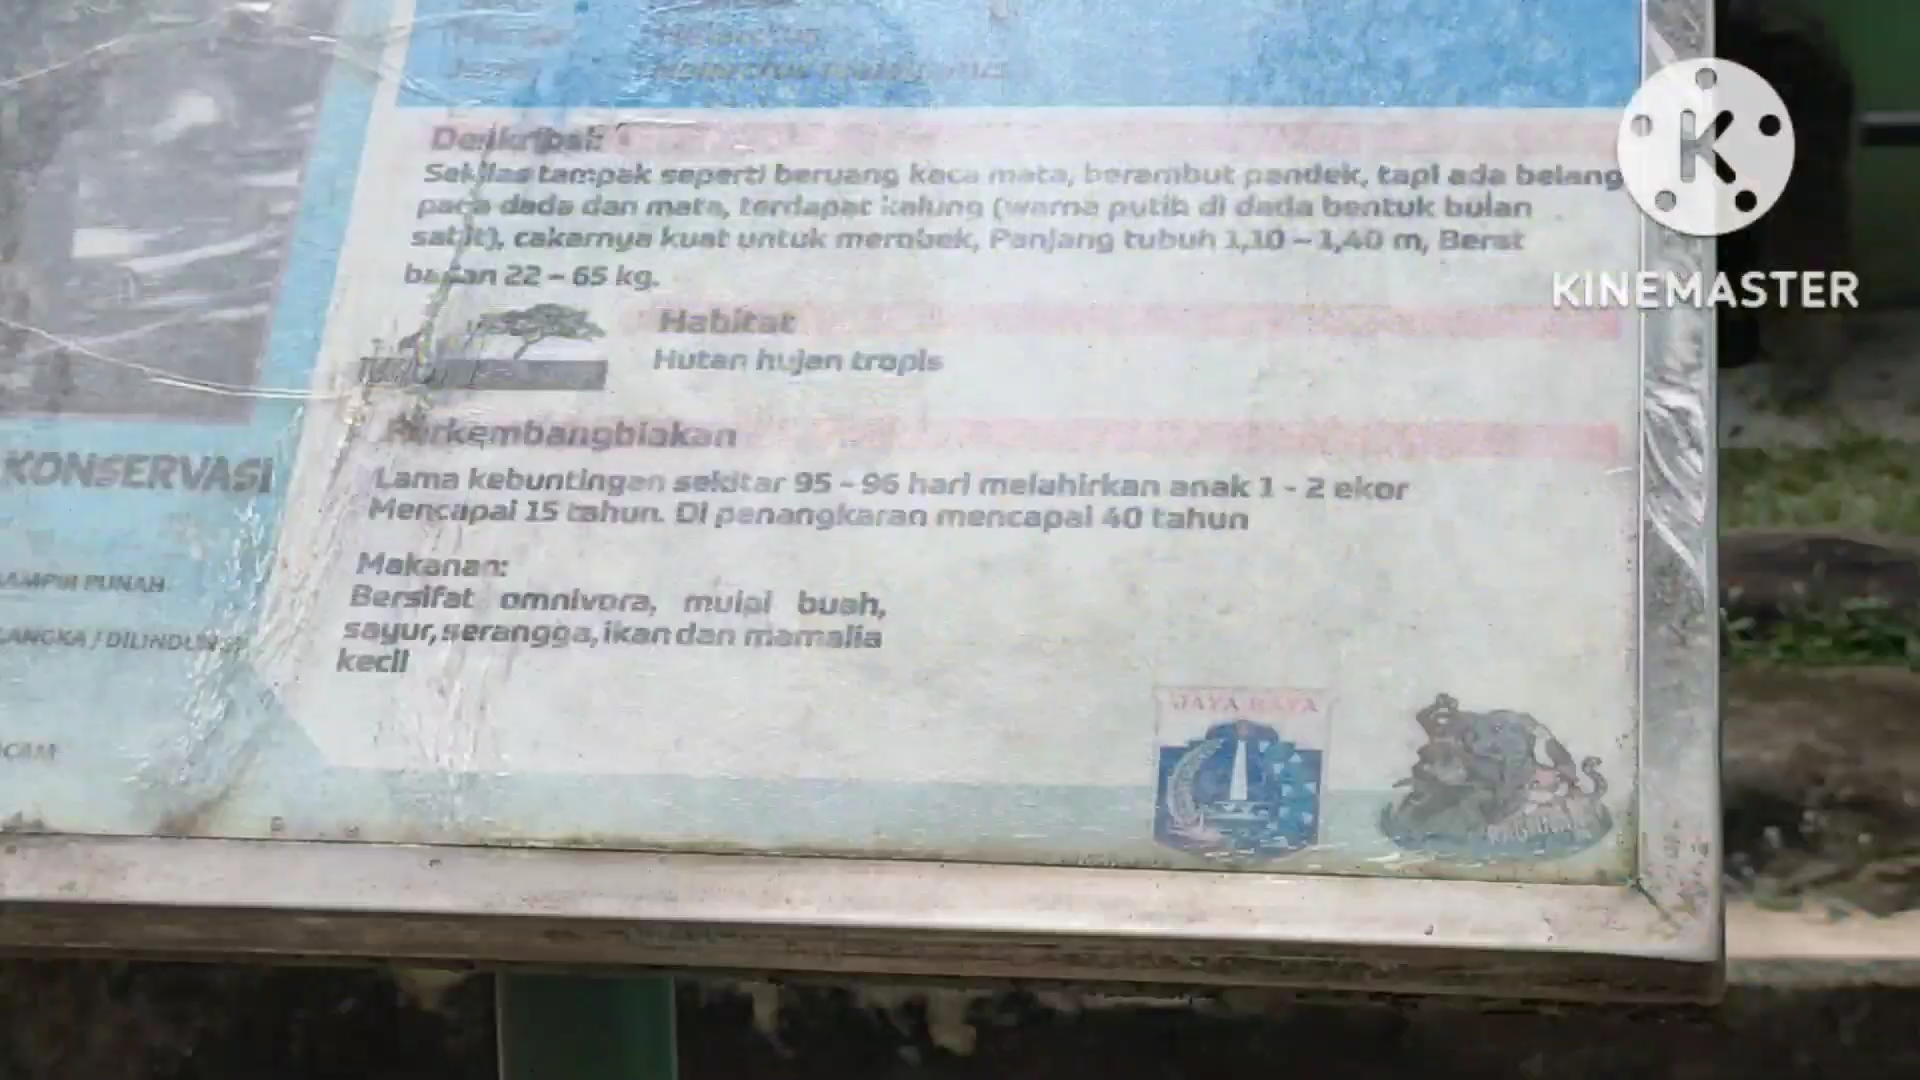 Deskripsi:
Sekilas tampak seperti beruang kaca mata, berambut pendek, tapi ada belang
pada dada dan mata, terdapat kalung (warna putih di dada bentuk bulan
sabit), cakarnya kuat untuk merobek, Panjang tubuh 1,10 – 1,40 m, Berat
badan 22 – 65 kg.
Habitat
Hutan hujan tropis
Perkembangbiakan
Lama kebuntingan sekitar 95 – 96 hari melahirkan anak 1 - 2 ekor
Mencapai 15 tahun. Di penangkaran mencapai 40 tahun
Makanan:
Bersifat omnivora, mulai buah,
sayur, serangga, ikan dan mamalia
kecil
KONSERVASI
PUNAH
LANGKA / DILINDUNGI
JAYA RAYA
KINEMASTER